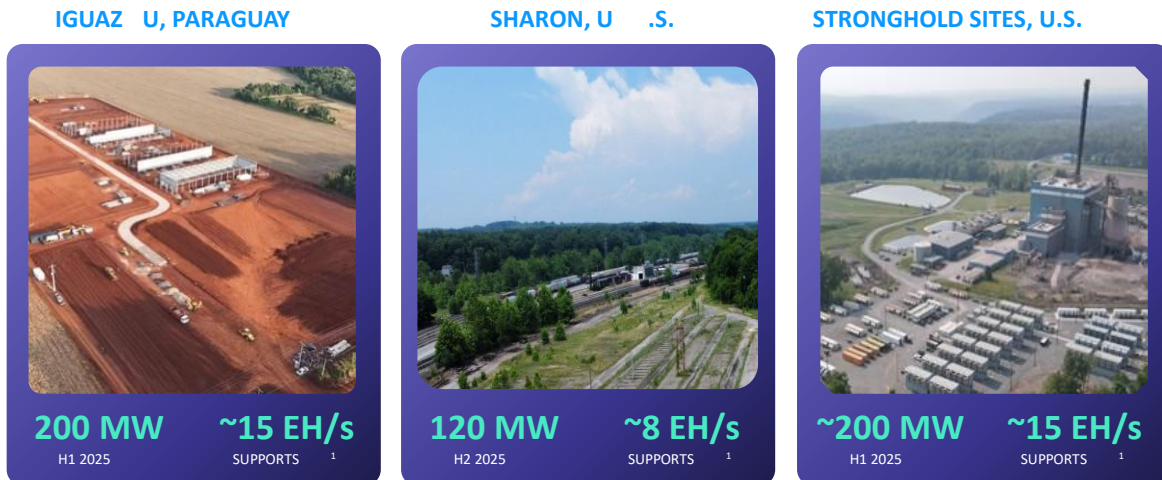 IGUAZ U, PARAGUAY
200 MW ~15 EH/s
H1 2025 SUPPORTS 1
SHARON, U .S.
120 MW ~8 EH/s
H2 2025 SUPPORTS 1
STRONGHOLD SITES, U.S.
~200 MW ~15 EH/s
H1 2025 SUPPORTS 1